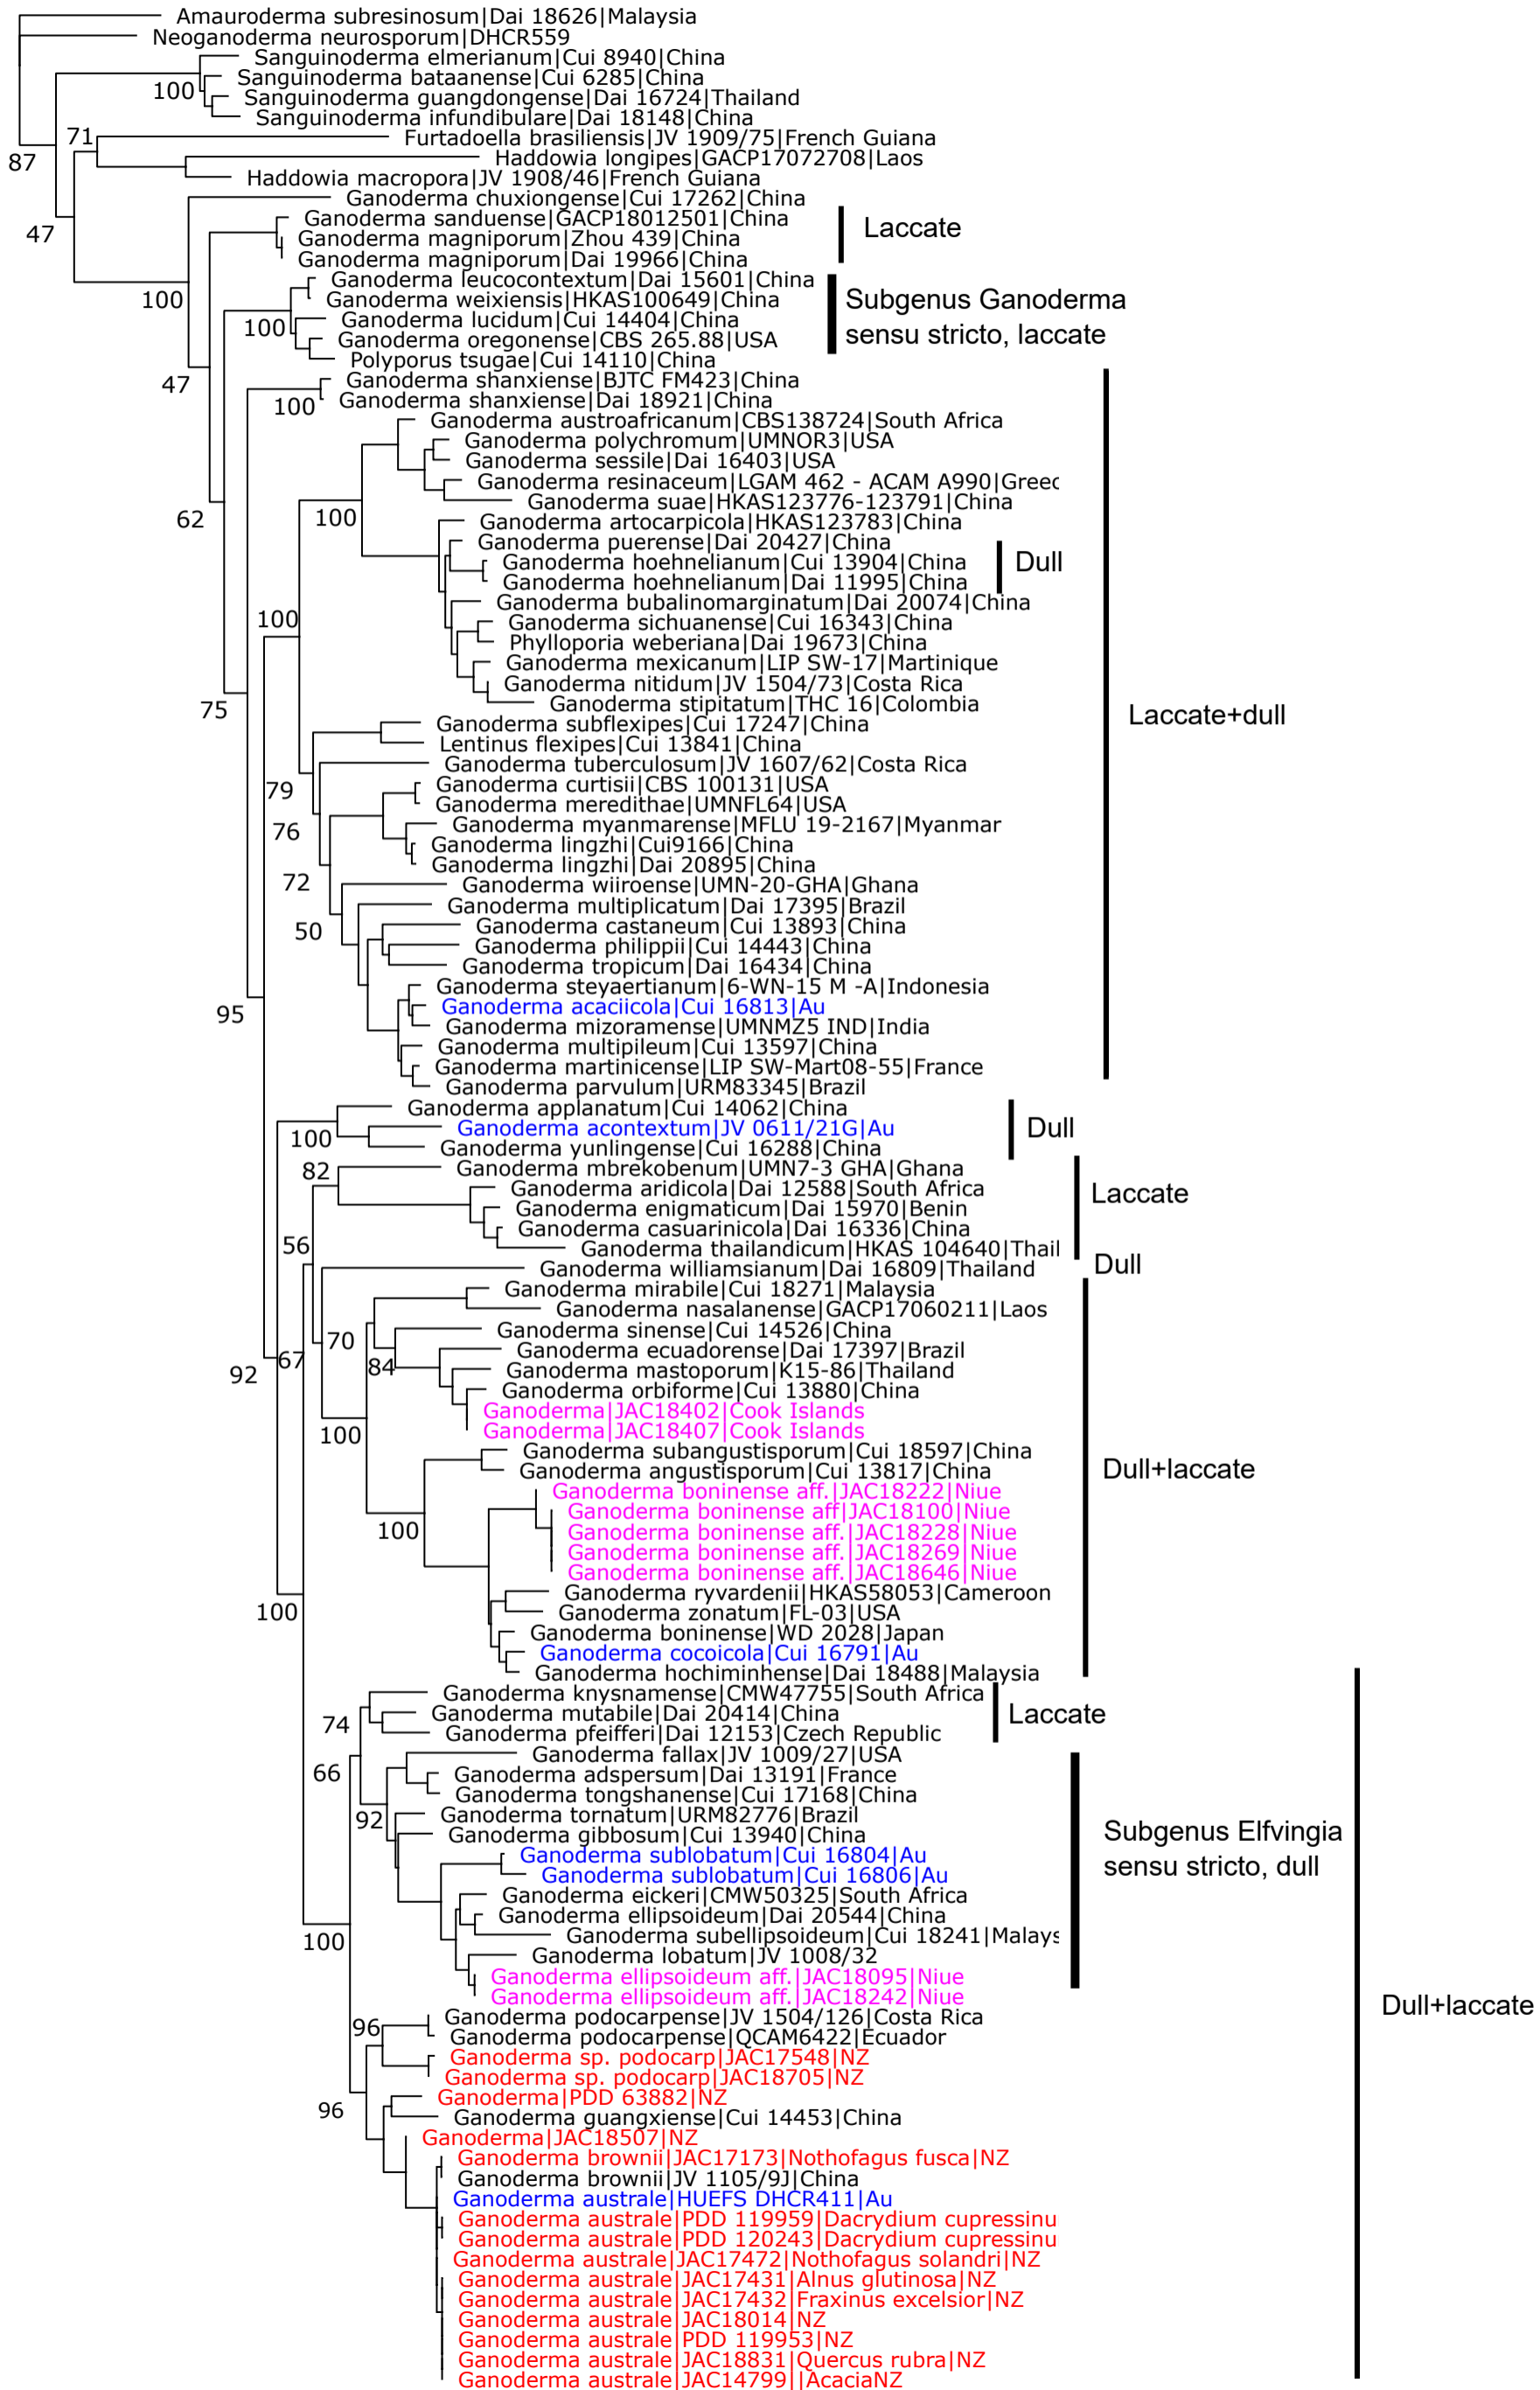 Amauroderma subresinosum|Dai 18626|Malaysia
Neoganoderma neurosporum|DHCR559
Sanguinoderma elmerianum|Cui 8940|China
Sanguinoderma bataanense|Cui 6285|China
100
Sanguinoderma guangdongense|Dai 16724|Thailand
Sanguinoderma infundibulare|Dai 18148|China
71
Furtadoella brasiliensis|JV 1909/75|French Guiana
87
Haddowia longipes|GACP17072708|Laos
Haddowia macropora|JV 1908/46|French Guiana
Ganoderma chuxiongense|Cui 17262|China
Ganoderma sanduense|GACP18012501|China
Laccate
47
Ganoderma magniporum|Zhou 439|China
Ganoderma magniporum|Dai 19966|China
Ganoderma leucocontextum|Dai 15601|China
100
Ganoderma weixiensis|HKAS100649|China
Subgenus Ganoderma
sensu stricto, laccate
100
Ganoderma lucidum|Cui 14404|China
Ganoderma oregonense|CBS 265.88|USA
Polyporus tsugae|Cui 14110|China
47
Ganoderma shanxiense|BJTC FM423|China
100
Ganoderma shanxiense|Dai 18921|China
Ganoderma austroafricanum|CBS138724|South Africa
Ganoderma polychromum|UMNOR3|USA
Ganoderma sessile|Dai 16403|USA
Ganoderma resinaceum|LGAM 462 - ACAM A990|Greec
Ganoderma suae|HKAS123776-123791|China
62
100
Ganoderma artocarpicola|HKAS123783|China
Ganoderma puerense|Dai 20427|China
Ganoderma hoehnelianum|Cui 13904|China
Dull
Ganoderma hoehnelianum|Dai 11995|China
Ganoderma bubalinomarginatum|Dai 20074|China
100
Ganoderma sichuanense|Cui 16343|China
Phylloporia weberiana|Dai 19673|China
Ganoderma mexicanum|LIP SW-17|Martinique
Ganoderma nitidum|JV 1504/73|Costa Rica
Ganoderma stipitatum|THC 16|Colombia
75
Laccate+dull
Ganoderma subflexipes|Cui 17247|China
Lentinus flexipes|Cui 13841|China
Ganoderma tuberculosum|JV 1607/62|Costa Rica
79
Ganoderma curtisii|CBS 100131|USA
Ganoderma meredithae|UMNFL64|USA
76
Ganoderma myanmarense|MFLU 19-2167|Myanmar
Ganoderma lingzhi|Cui9166|China
Ganoderma lingzhi|Dai 20895|China
72
Ganoderma wiiroense|UMN-20-GHA|Ghana
Ganoderma multiplicatum|Dai 17395|Brazil
50
Ganoderma castaneum|Cui 13893|China
Ganoderma philippii|Cui 14443|China
Ganoderma tropicum|Dai 16434|China
Ganoderma steyaertianum|6-WN-15 M -A|Indonesia
95
Ganoderma acaciicola|Cui 16813|Au
Ganoderma mizoramense|UMNMZ5 IND|India
Ganoderma multipileum|Cui 13597|China
Ganoderma martinicense|LIP SW-Mart08-55|France
Ganoderma parvulum|URM83345|Brazil
Ganoderma applanatum|Cui 14062|China
100
Ganoderma acontextum|JV 0611/21G|Au
Dull
Ganoderma yunlingense|Cui 16288|China
82
Ganoderma mbrekobenum|UMN7-3 GHA|Ghana
Ganoderma aridicola|Dai 12588|South Africa
Laccate
Ganoderma enigmaticum|Dai 15970|Benin
Ganoderma casuarinicola|Dai 16336|China
56
Ganoderma thailandicum|HKAS 104640|Thail
Ganoderma williamsianum|Dai 16809|Thailand
Dull
Ganoderma mirabile|Cui 18271|Malaysia
Ganoderma nasalanense|GACP17060211|Laos
Ganoderma sinense|Cui 14526|China
70
Ganoderma ecuadorense|Dai 17397|Brazil
92
67
84
Ganoderma mastoporum|K15-86|Thailand
Ganoderma orbiforme|Cui 13880|China
Ganoderma|JAC18402|Cook Islands
Ganoderma|JAC18407|Cook Islands
100
Ganoderma subangustisporum|Cui 18597|China
Ganoderma angustisporum|Cui 13817|China
Dull+laccate
Ganoderma boninense aff.|JAC18222|Niue
Ganoderma boninense aff|JAC18100|Niue
100
Ganoderma boninense aff.|JAC18228|Niue
Ganoderma boninense aff.|JAC18269|Niue
Ganoderma boninense aff.|JAC18646|Niue
Ganoderma ryvardenii|HKAS58053|Cameroon
100
Ganoderma zonatum|FL-03|USA
Ganoderma boninense|WD 2028|Japan
Ganoderma cocoicola|Cui 16791|Au
Ganoderma hochiminhense|Dai 18488|Malaysia
Ganoderma knysnamense|CMW47755|South Africa
74
Ganoderma mutabile|Dai 20414|China
Laccate
Ganoderma pfeifferi|Dai 12153|Czech Republic
Ganoderma fallax|JV 1009/27|USA
66
Ganoderma adspersum|Dai 13191|France
Ganoderma tongshanense|Cui 17168|China
92
Ganoderma tornatum|URM82776|Brazil
Ganoderma gibbosum|Cui 13940|China
Subgenus Elfvingia
sensu stricto, dull
Ganoderma sublobatum|Cui 16804|Au
Ganoderma sublobatum|Cui 16806|Au
Ganoderma eickeri|CMW50325|South Africa
Ganoderma ellipsoideum|Dai 20544|China
100
Ganoderma subellipsoideum|Cui 18241|Malays
Ganoderma lobatum|JV 1008/32
Ganoderma ellipsoideum aff.|JAC18095|Niue
Ganoderma ellipsoideum aff.|JAC18242|Niue
Dull+laccate
96
Ganoderma podocarpense|JV 1504/126|Costa Rica
Ganoderma podocarpense|QCAM6422|Ecuador
Ganoderma sp. podocarp|JAC17548|NZ
Ganoderma sp. podocarp|JAC18705|NZ
96
Ganoderma|PDD 63882|NZ
Ganoderma guangxiense|Cui 14453|China
Ganoderma|JAC18507|NZ
Ganoderma brownii|JAC17173|Nothofagus fusca|NZ
Ganoderma brownii|JV 1105/9J|China
Ganoderma australe|HUEFS DHCR411|Au
Ganoderma australe|PDD 119959|Dacrydium cupressinu
Ganoderma australe|PDD 120243|Dacrydium cupressinu
Ganoderma australe|JAC17472|Nothofagus solandri|NZ
Ganoderma australe|JAC17431|Alnus glutinosa|NZ
Ganoderma australe|JAC17432|Fraxinus excelsior|NZ
Ganoderma australe|JAC18014|NZ
Ganoderma australe|PDD 119953|NZ
Ganoderma australe|JAC18831|Quercus rubra|NZ
Ganoderma australe|JAC14799||AcaciaNZ